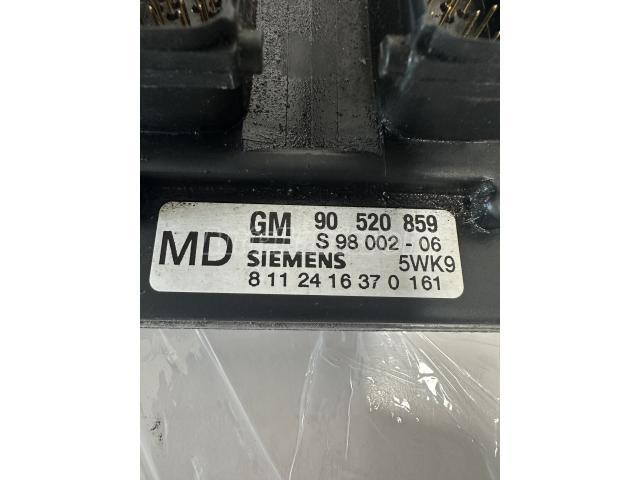 MD
GM 90 520 859
S 98 002 - 06
SIEMENS 5WK9
8 11 24 16 37 0 161